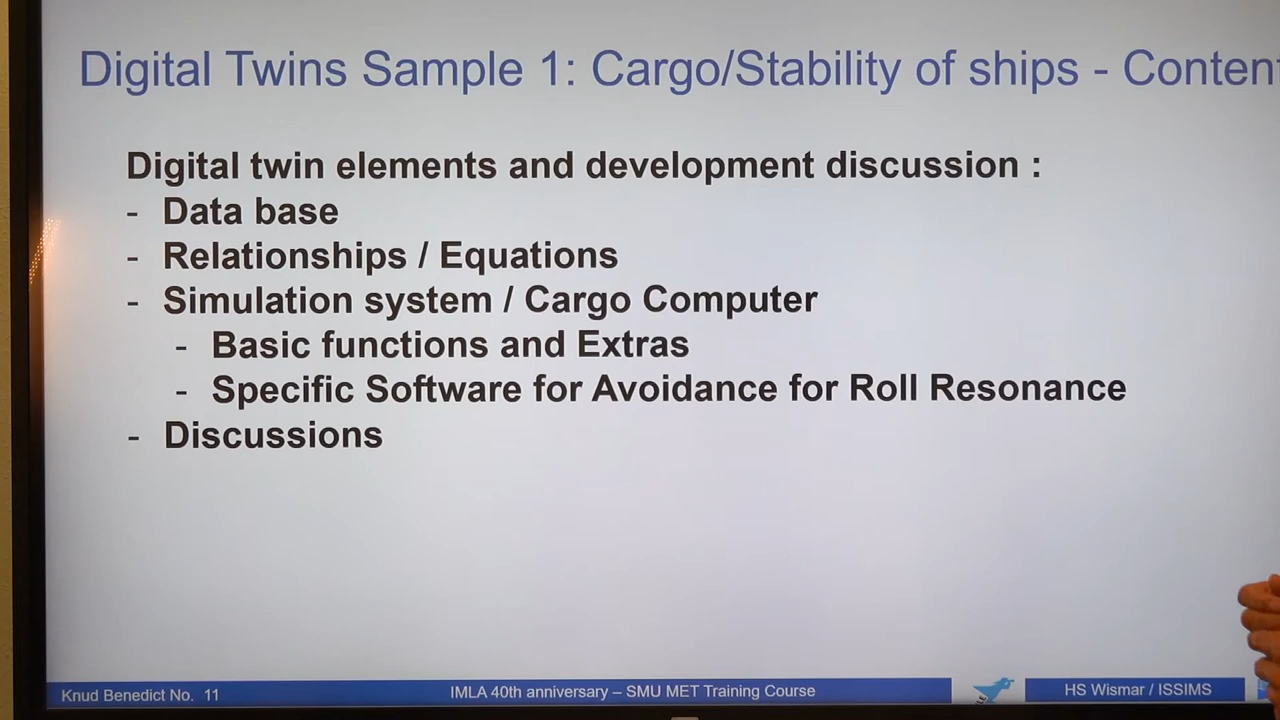 Digital Twins Sample 1: Cargo/Stability of ships - Content
Digital twin elements and development discussion :
- Data base
- Relationships / Equations
- Simulation system / Cargo Computer
- Basic functions and Extras
- Specific Software for Avoidance for Roll Resonance
- Discussions
Knud Benedict No. 11
IMLA 40th anniversary – SMU MET Training Course
HS Wismar / ISSIMS